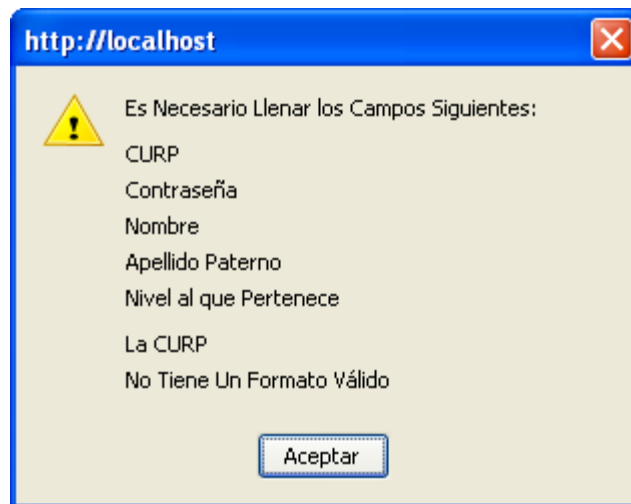 http://localhost
Es Necesario Llenar los Campos Siguientes:
CURP
Contraseña
Nombre
Apellido Paterno
Nivel al que Pertenece
La CURP
No Tiene Un Formato Válido
Aceptar